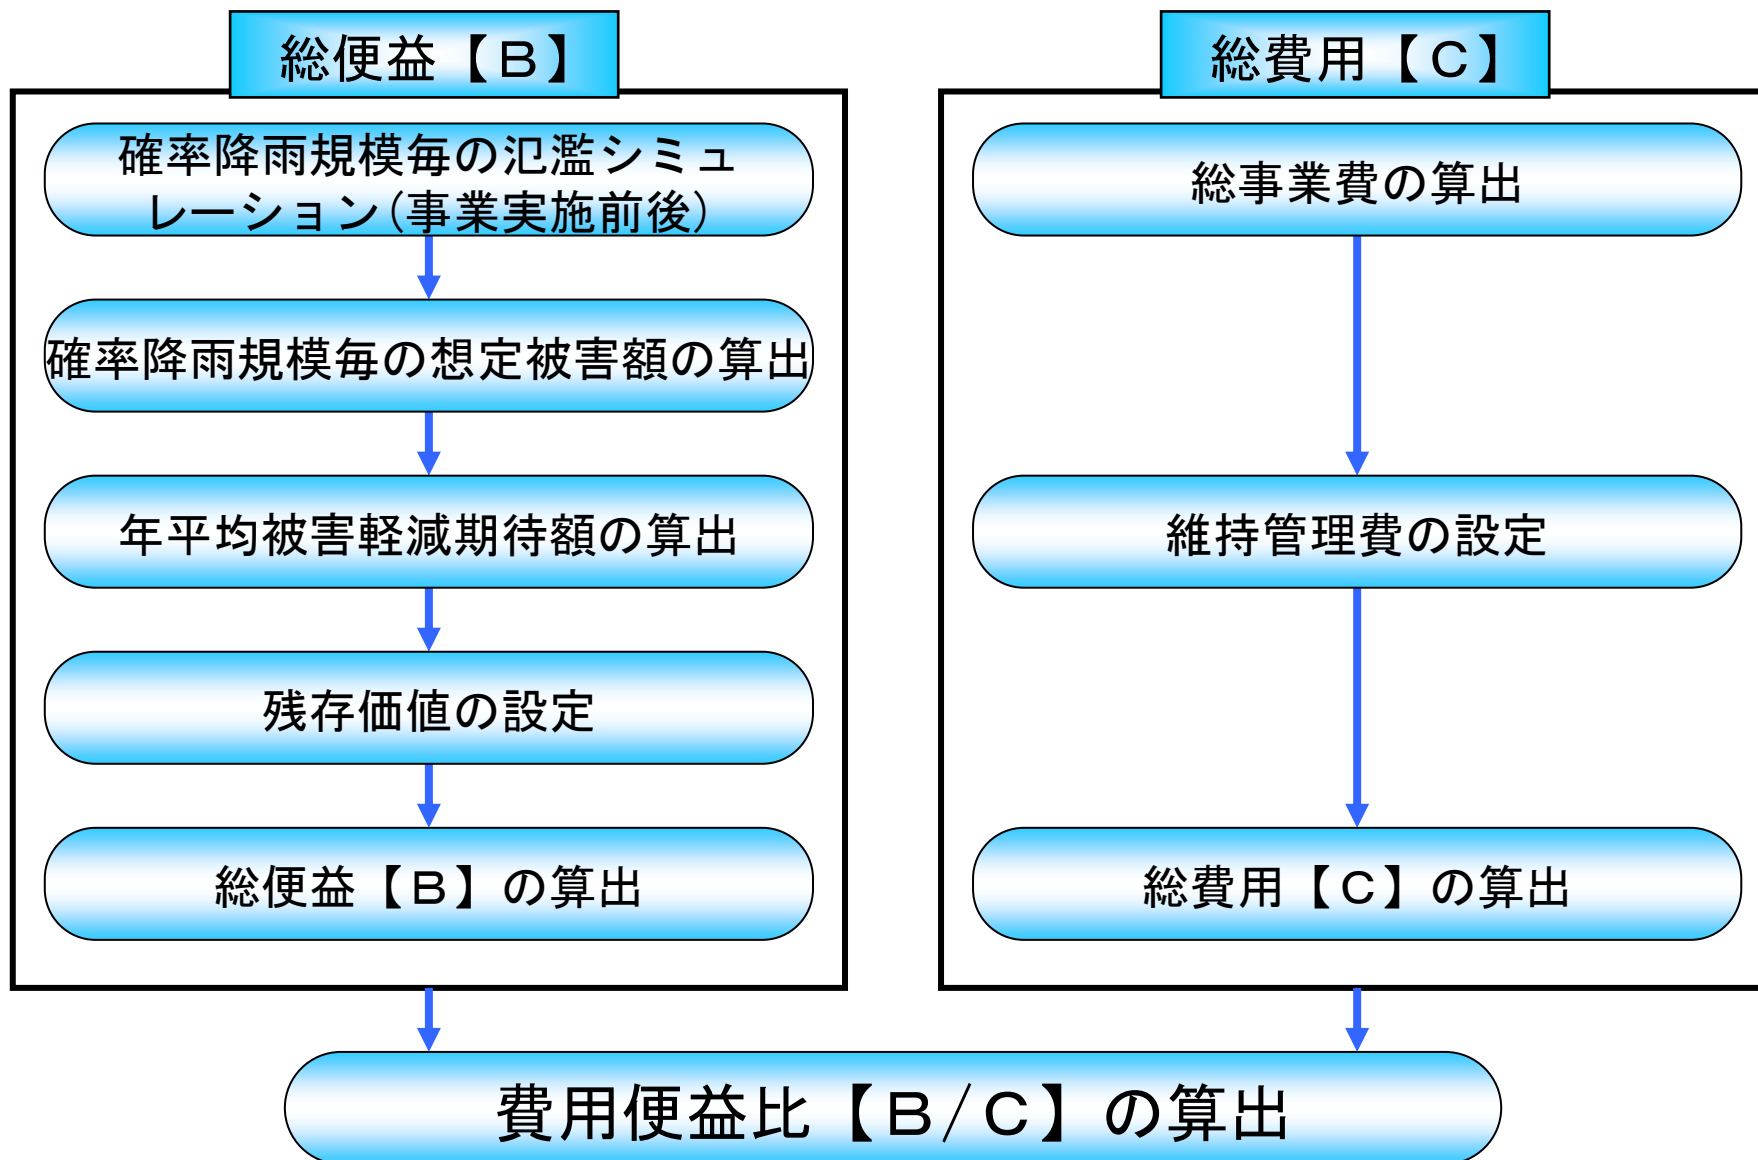 総便益【Ｂ】
確率降雨規模毎の氾濫シミュ
レーション(事業実施前後)
確率降雨規模毎の想定被害額の算出
年平均被害軽減期待額の算出
残存価値の設定
総便益【Ｂ】の算出
総費用【Ｃ】
総事業費の算出
維持管理費の設定
総費用【Ｃ】の算出
費用便益比【Ｂ/Ｃ】の算出